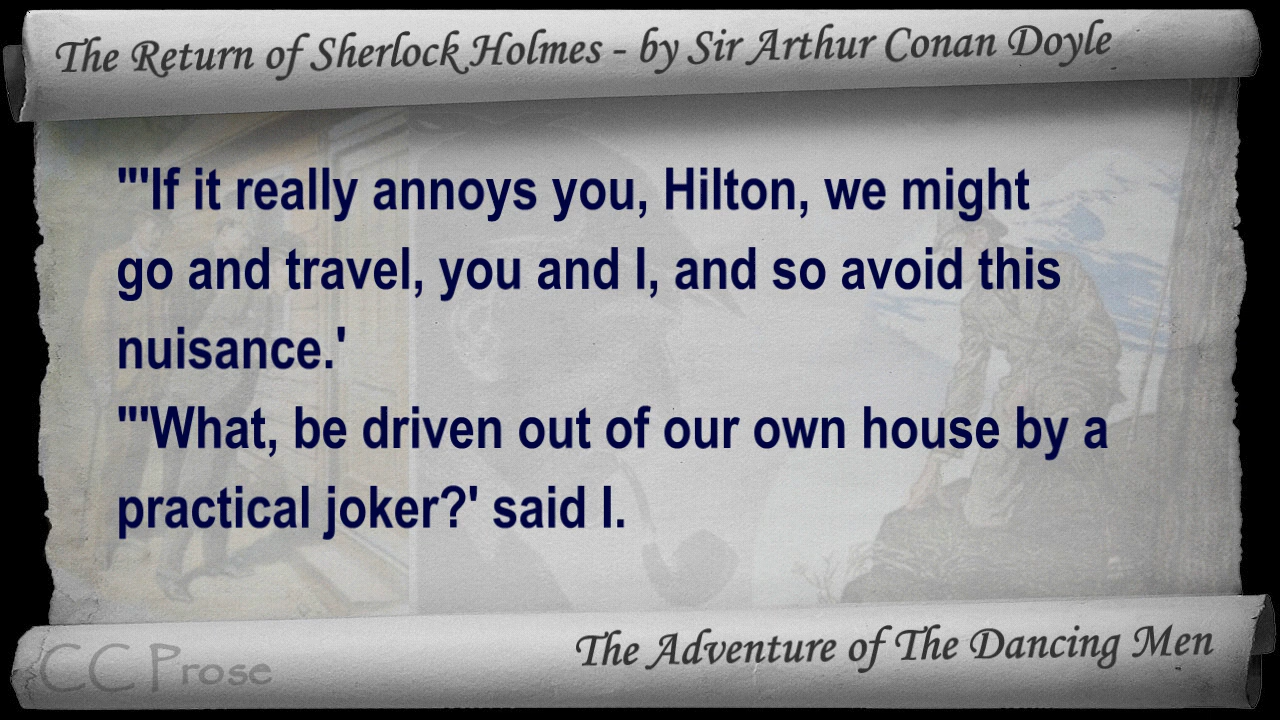 The Return of Sherlock Holmes - by Sir Arthur Conan Doyle
"'If it really annoys you, Hilton, we might
go and travel, you and I, and so avoid this
nuisance.'
"'What, be driven out of our own house by a
practical joker?' said I.
The Adventure of The Dancing Men
CC Prose